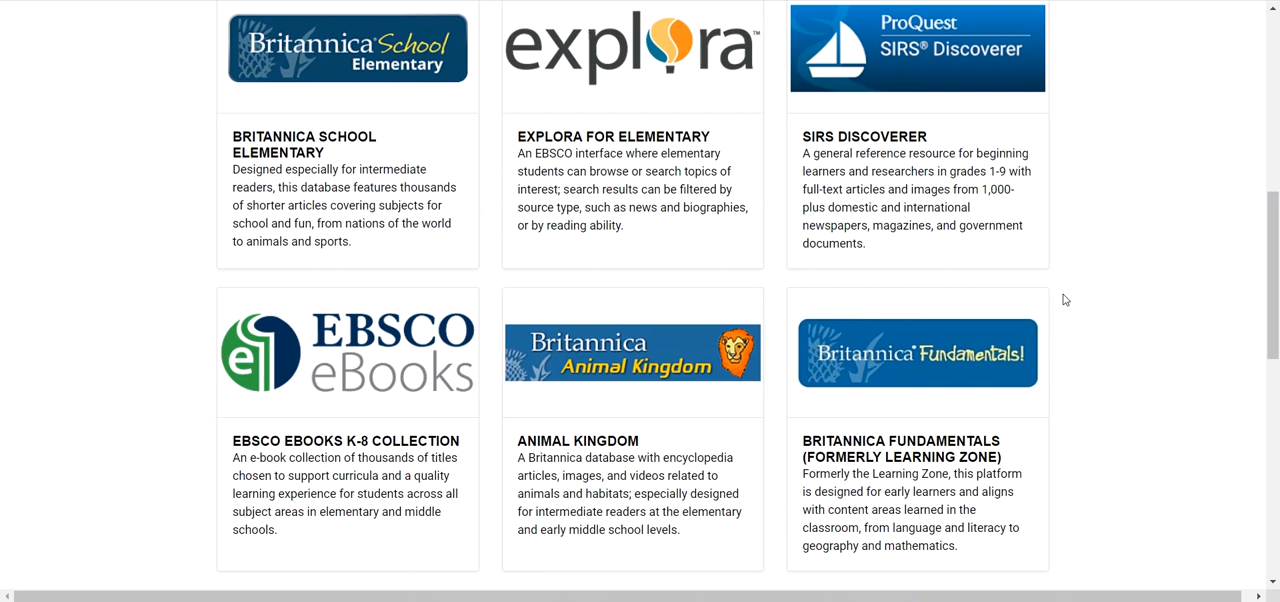 Britannica® School
Elementary
explora™
ProQuest
SIRS® Discoverer
BRITANNICA SCHOOL
ELEMENTARY
Designed especially for intermediate
readers, this database features thousands
of shorter articles covering subjects for
school and fun, from nations of the world
to animals and sports.
EXPLORA FOR ELEMENTARY
An EBSCO interface where elementary
students can browse or search topics of
interest; search results can be filtered by
source type, such as news and biographies,
or by reading ability.
SIRS DISCOVERER
A general reference resource for beginning
learners and researchers in grades 1-9 with
full-text articles and images from 1,000-
plus domestic and international
newspapers, magazines, and government
documents.
e
EBSCO
eBooks
Britannica
Animal Kingdom
Britannica® Fundamentals!
EBSCO EBOOKS K-8 COLLECTION
An e-book collection of thousands of titles
chosen to support curricula and a quality
learning experience for students across all
subject areas in elementary and middle
schools.
ANIMAL KINGDOM
A Britannica database with encyclopedia
articles, images, and videos related to
animals and habitats; especially designed
for intermediate readers at the elementary
and early middle school levels.
BRITANNICA FUNDAMENTALS
(FORMERLY LEARNING ZONE)
Formerly the Learning Zone, this platform
is designed for early learners and aligns
with content areas learned in the
classroom, from language and literacy to
geography and mathematics.